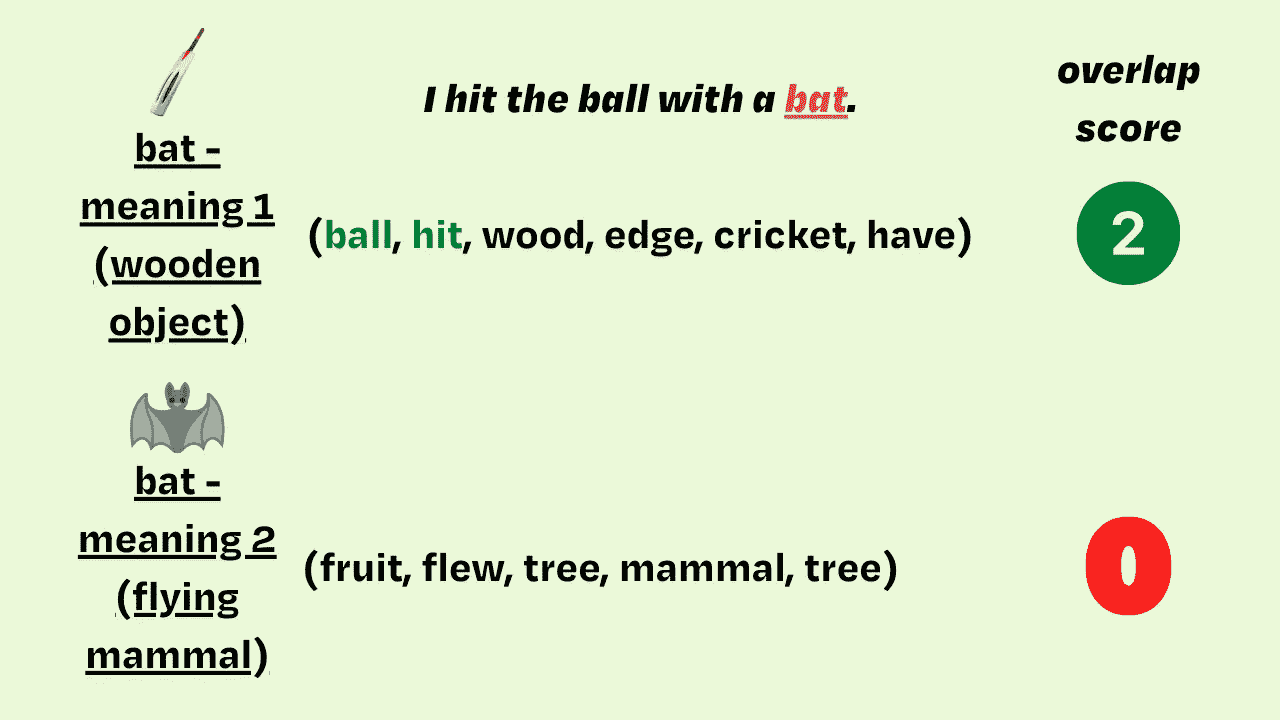 I hit the ball with a bat.
overlap
score
bat -
meaning 1
(wooden
object)
(ball, hit, wood, edge, cricket, have)
2
bat -
meaning 2
(flying
mammal)
(fruit, flew, tree, mammal, tree)
0